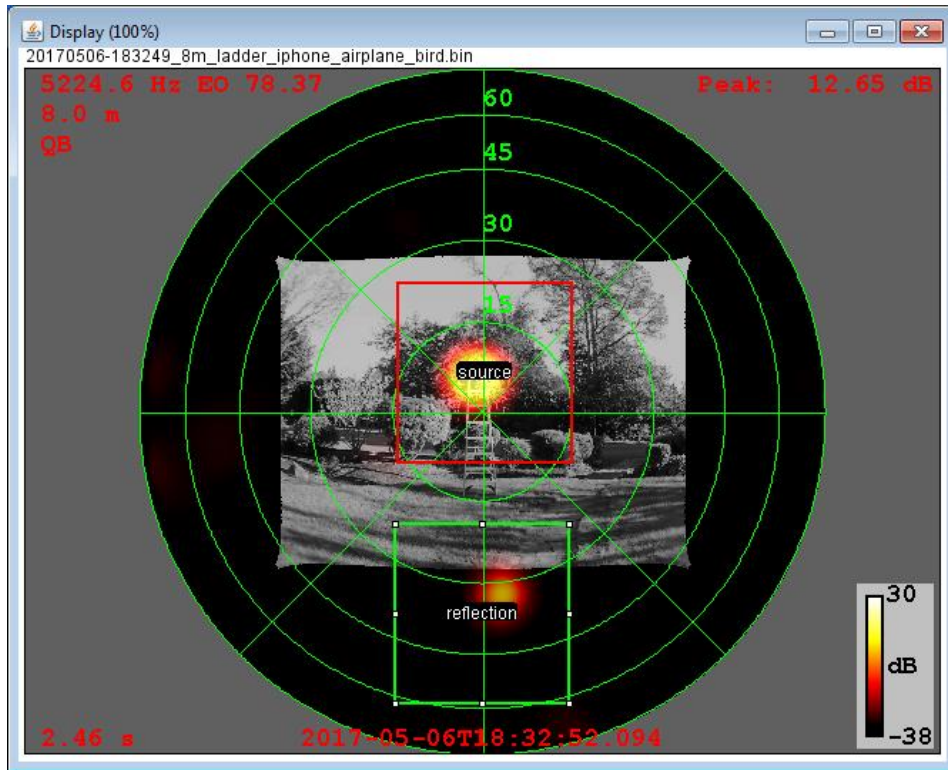 Display (100%)
20170506-183249_8m_ladder_iphone_airplane_bird.bin
5224.6 Hz EO 78.37
Peak: 12.65 dB
8.0 m
QB
60
45
30
15
source
reflection
30
dB
-38
2.46 s
2017-05-06T18:32:52.094